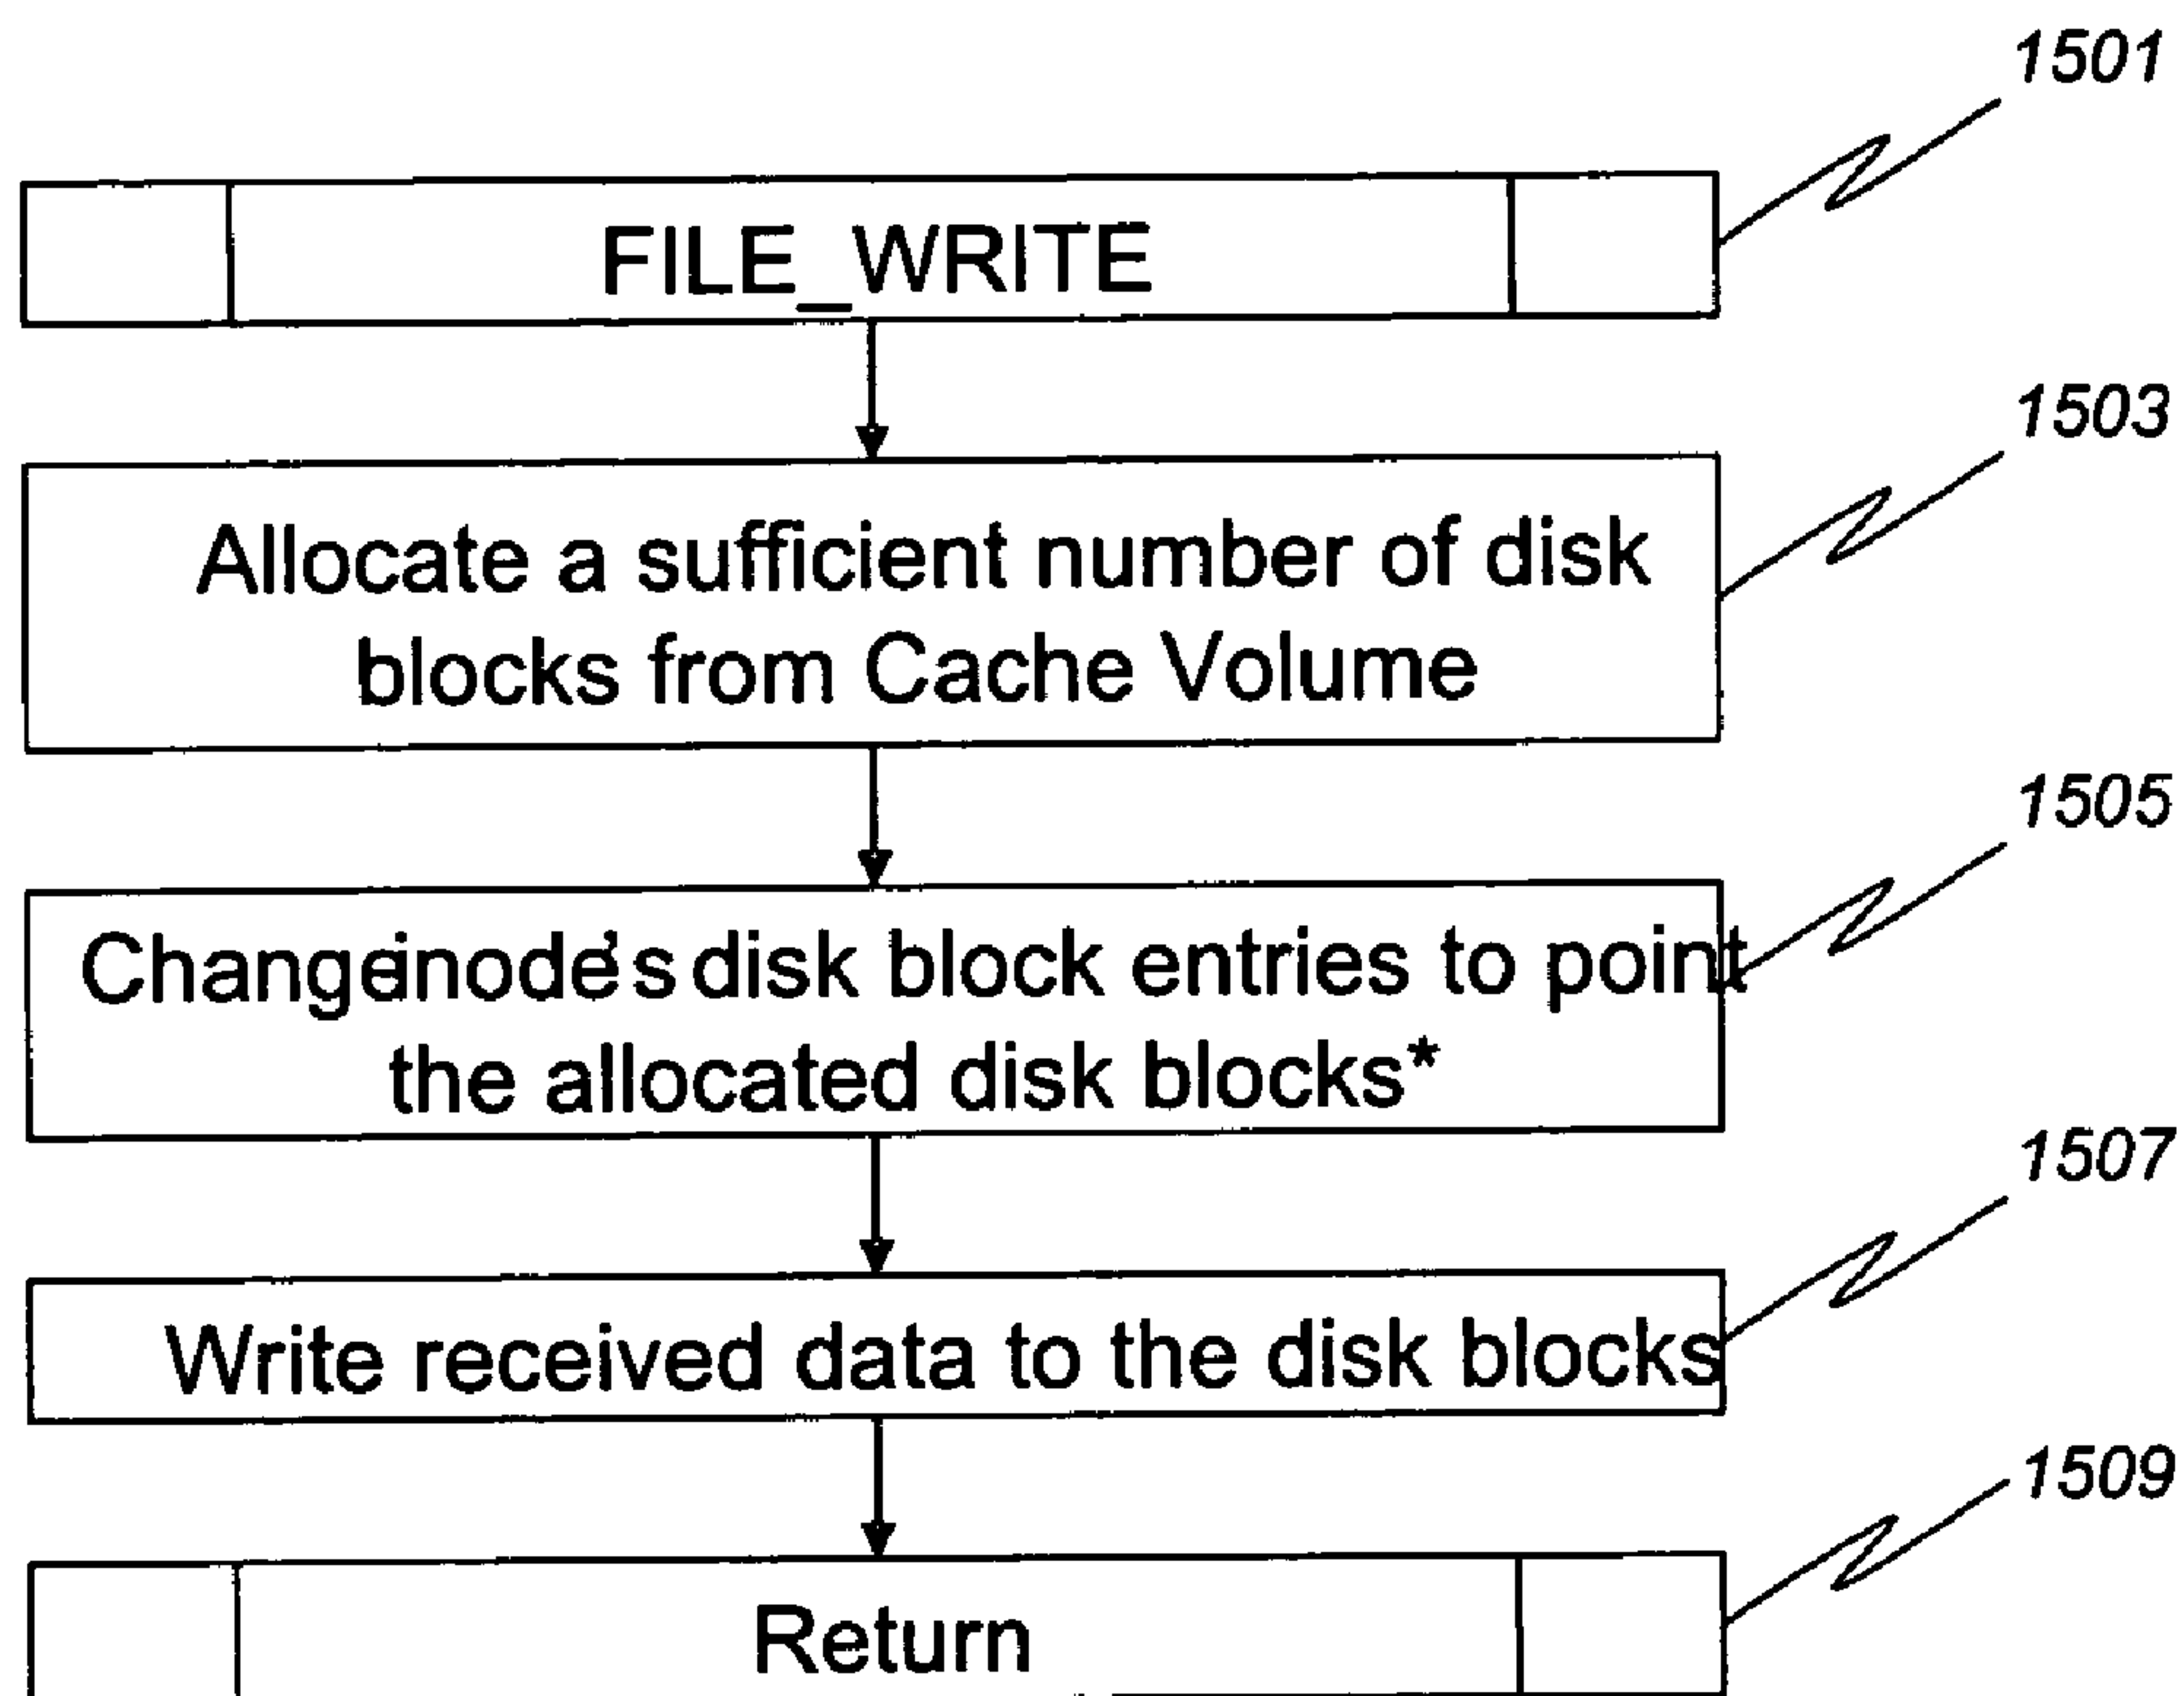 1501
FILE_WRITE
1503
Allocate a sufficient number of disk
blocks from Cache Volume
1505
Change inode's disk block entries to point
the allocated disk blocks*
1507
Write received data to the disk blocks
1509
Return